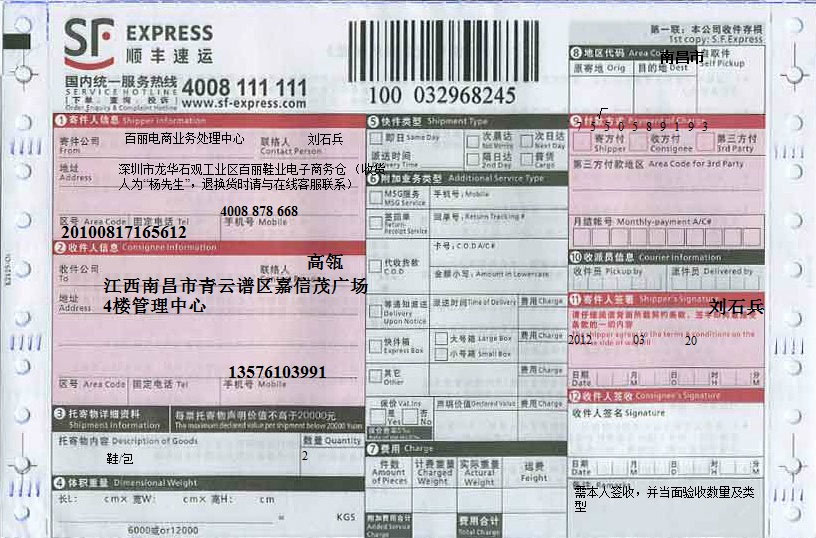 SF EXPRESS
顺丰速运
国内统一服务热线 4008 111 111
SERVICE HOTLINE
[下单、查询、投诉]
Order, Enquiry & Complaint Hotline
www.sf-express.com
100 032968245
第一联：本公司收件存根
1st copy: S.F.Express
8 地区代码 Area Code
自取件
Self Pickup
南昌市
原寄地 Orig
目的地 Dest
1 寄件人信息 Shipper Information
寄件公司
From
百丽电商业务处理中心
联络人
Contact Person
刘石兵
地址
Address
深圳市龙华石观工业区百丽鞋业电子商务仓（收货
人为“杨先生”，退换货时请与在线客服联系）
4008 878 668
区号 Area Code
固定电话 Tel
手机号 Mobile
20100817165612
2 收件人信息 Consignee Information
收件公司
To
联络人
Contact Person
高瓴
地址
Address
江西南昌市青云谱区嘉信茂广场
4楼管理中心
13576103991
区号 Area Code
固定电话 Tel
手机号 Mobile
3 托寄物详细资料
Shipment Information
每票托寄物声明价值不高于20000元
The maximum declared value per shipment below 20000 Yuan
托寄物内容 Description of Goods
数量 Quantity
鞋/包
2
4 体积重量 Dimensional Weight
长L: cm× 宽W: cm× 高H: cm
6000或or12000
= KGS
5 快件类型 Shipment Type
即日 Same Day
次晨达
Not Morning
次日达
Next Day
派送时间
Delivery Time
隔日达
2nd Day
普货
Cargo
6 附加业务类型 Additional Service Type
MSG服务
MSG Service
手机号: Mobile
签回单
Return-Receipt Service
回单号: Return Tracking #
代收货款
C.O.D
卡号: C.O.D A/C#
金额小写: Amount in Lowercase
等通知派送
Delivery
Upon Notice
派送时间 Time of Delivery
费用 Charge
快件箱
Express Box
大号箱 Large Box
小号箱 Small Box
费用 Charge
其它
Other
费用 Charge
保价 Val.Ins
是 Yes
否 No
声明价值 Declared Value
费用 Charge
7 费用 Charge
件数
Amount of Pieces
计费重量
Charged Weight
实际重量
Actual Weight
运费
Feight
附加费用合计
Added Service Charge
费用合计
Total Charge
9 付款方式
7 5 5 0 5 8 9 1 9 3
√
寄方付
Shipper
收方付
Consignee
第三方付
3rd Party
第三方付款地区 Area Code for 3rd Party
月结帐号 Monthly-payment A/C#
10 收派员信息 Courier Information
收件员 Pickup by
派件员 Delivered by
11 寄件人签署 Shipper's Signature
刘石兵
条款的一切内容
The shipper agrees to the terms & conditions on the
2012 03 20
日期
Date
Y M D
时
H
分
M
12 收件人签收 Consignee's Signature
收件人签名 Signature
日期
Date
月
M
日
D
时
H
分
M
备注 Remark
需本人签收，并当面验收数量及类
型